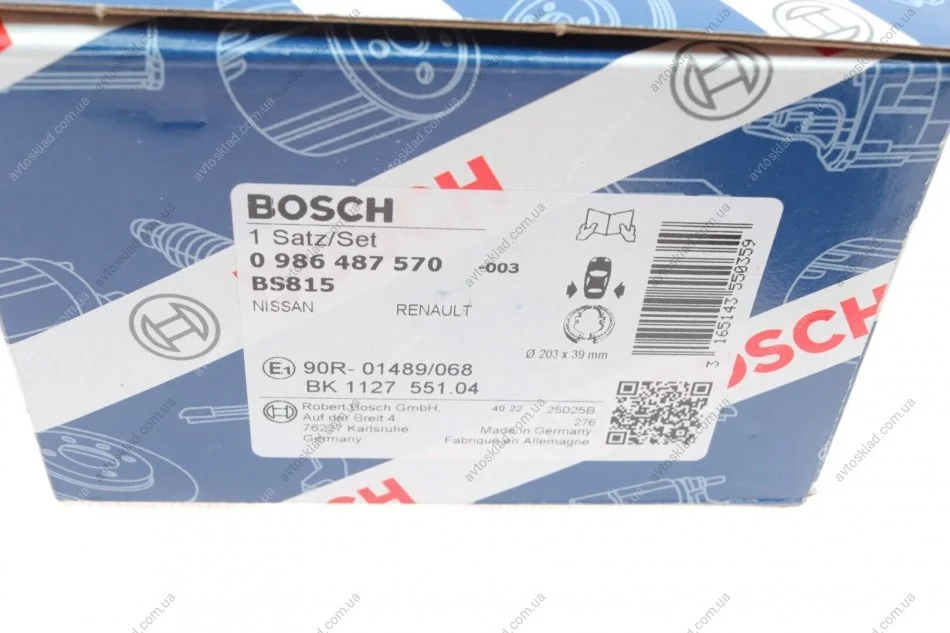 BOSCH
BOSCH
1 Satz/Set
0 986 487 570 -003
BS815
NISSAN RENAULT
Ø 203 x 39 mm
3 165143 550359
E1 90R- 01489/068
BK 1127 551.04
Robert Bosch GmbH,
Auf der Breit 4
76227 Karlsruhe
Germany
40 22 25025B
276
Made in Germany
Fabriqué en Allemagne
BOSCH
BOSCH
avtosklad.com.ua